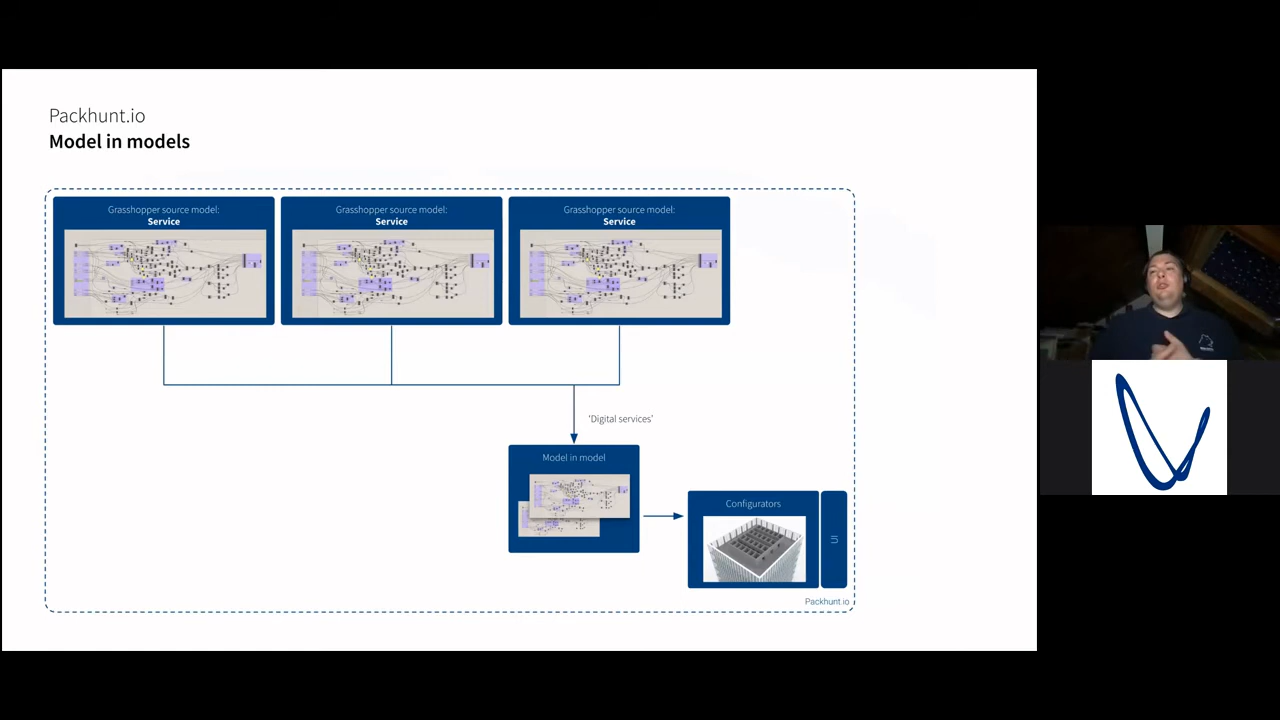 Packhunt.io
Model in models
Grasshopper source model:
Service
Grasshopper source model:
Service
Grasshopper source model:
Service
'Digital services'
Model in model
Configurators
UI
Packhunt.io